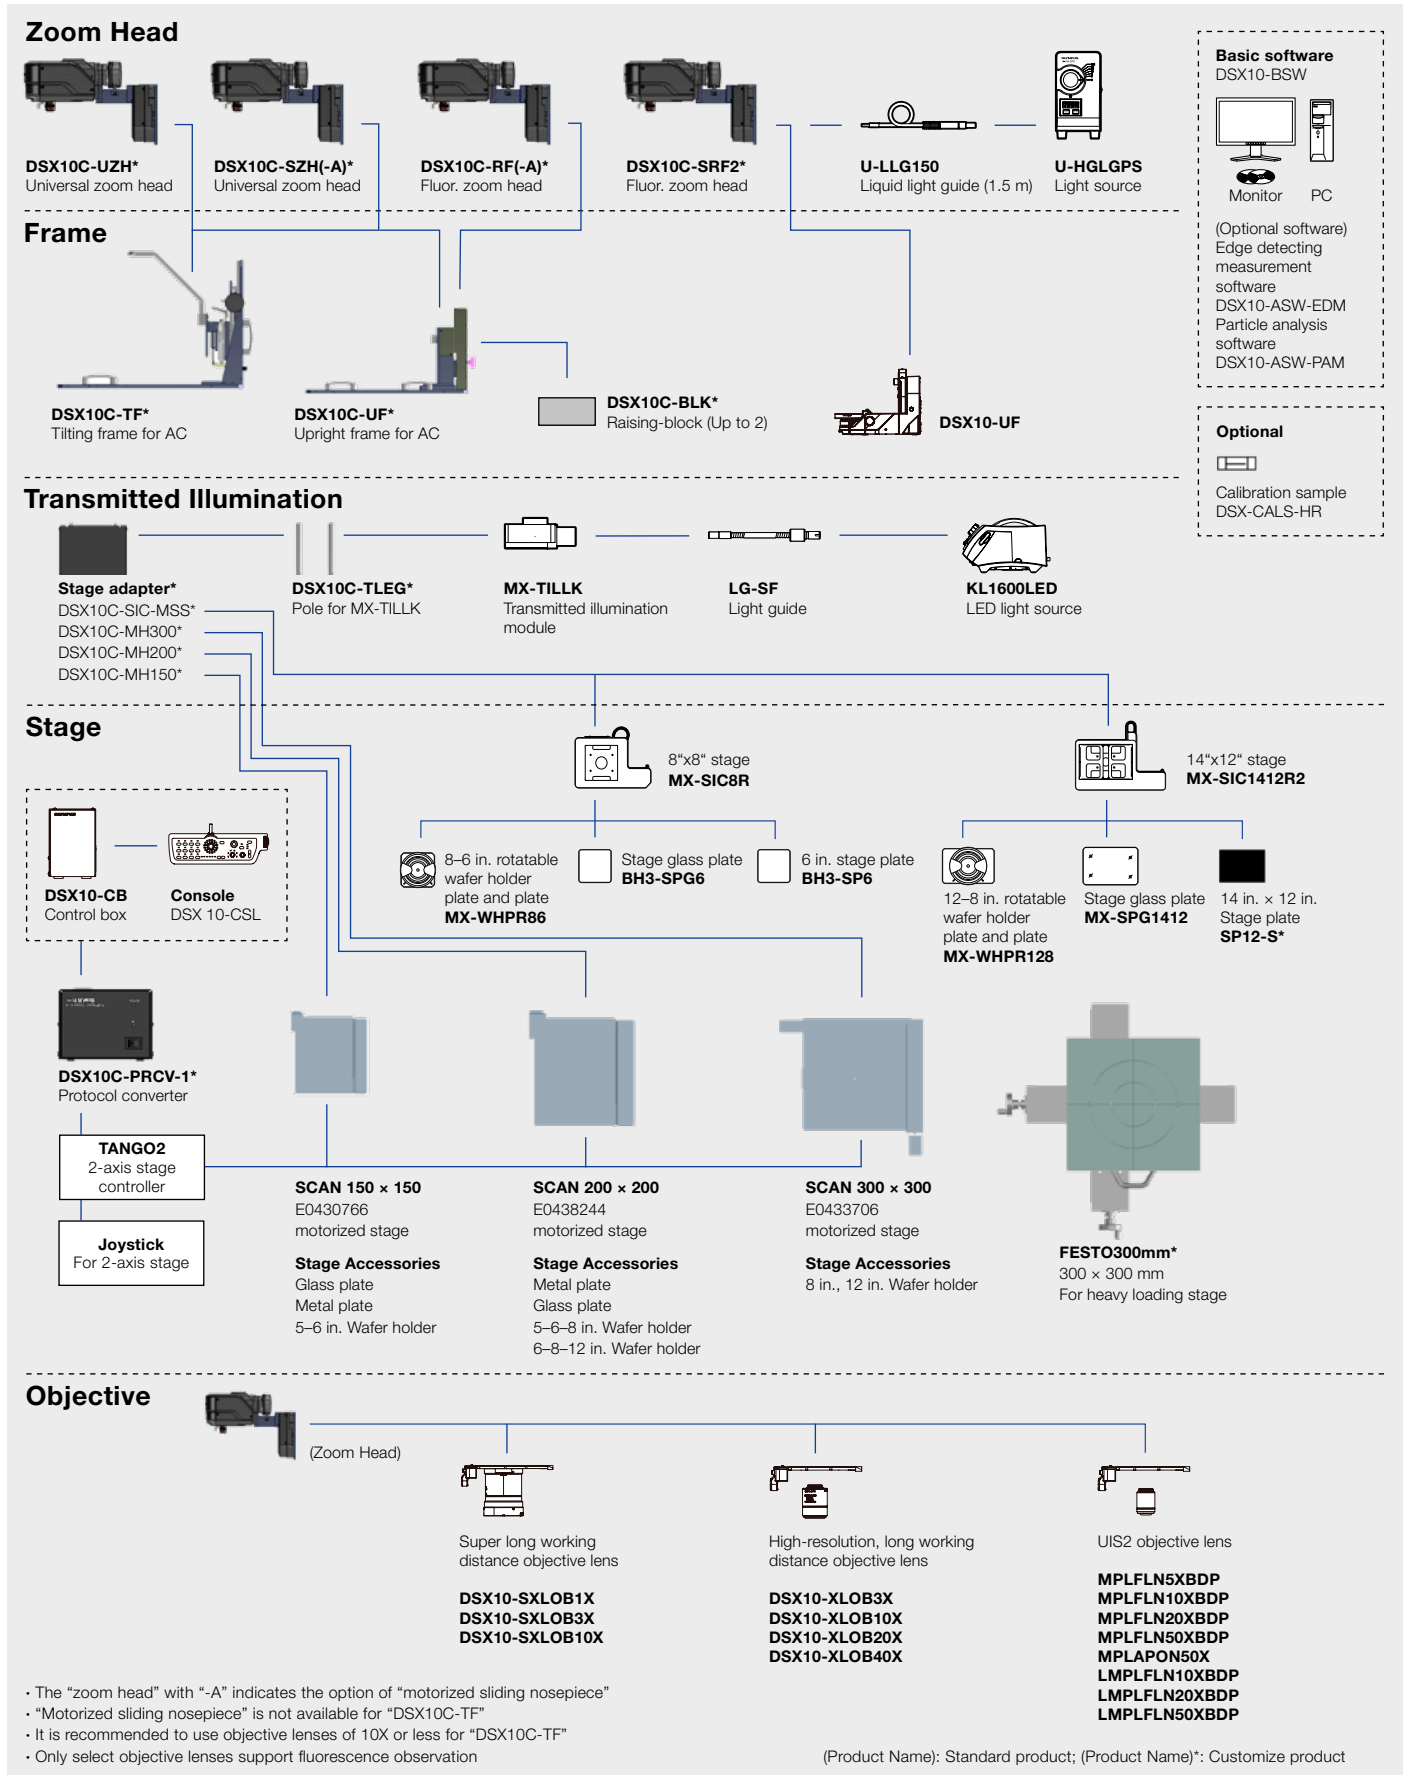 Zoom Head
DSX10C-UZH*
Universal zoom head
DSX10C-SZH(-A)*
Universal zoom head
DSX10C-RF(-A)*
Fluor. zoom head
DSX10C-SRF2*
Fluor. zoom head
U-LLG150
Liquid light guide (1.5 m)
U-HGLGPS
Light source
Basic software
DSX10-BSW
Monitor
PC
(Optional software)
Edge detecting
measurement
software
DSX10-ASW-EDM
Particle analysis
software
DSX10-ASW-PAM
Optional
Calibration sample
DSX-CALS-HR
Frame
DSX10C-TF*
Tilting frame for AC
DSX10C-UF*
Upright frame for AC
DSX10C-BLK*
Raising-block (Up to 2)
DSX10-UF
Transmitted Illumination
Stage adapter*
DSX10C-SIC-MSS*
DSX10C-MH300*
DSX10C-MH200*
DSX10C-MH150*
DSX10C-TLEG*
Pole for MX-TILLK
MX-TILLK
Transmitted illumination
module
LG-SF
Light guide
KL1600LED
LED light source
Stage
8“x8“ stage
MX-SIC8R
14“x12“ stage
MX-SIC1412R2
8–6 in. rotatable
wafer holder
plate and plate
MX-WHPR86
Stage glass plate
BH3-SPG6
6 in. stage plate
BH3-SP6
12–8 in. rotatable
wafer holder
plate and plate
MX-WHPR128
Stage glass plate
MX-SPG1412
14 in. × 12 in.
Stage plate
SP12-S*
DSX10-CB
Control box
Console
DSX 10-CSL
DSX10C-PRCV-1*
Protocol converter
TANGO2
2-axis stage
controller
Joystick
For 2-axis stage
SCAN 150 × 150
E0430766
motorized stage
Stage Accessories
Glass plate
Metal plate
5–6 in. Wafer holder
SCAN 200 × 200
E0438244
motorized stage
Stage Accessories
Metal plate
Glass plate
5–6–8 in. Wafer holder
6–8–12 in. Wafer holder
SCAN 300 × 300
E0433706
motorized stage
Stage Accessories
8 in., 12 in. Wafer holder
FESTO300mm*
300 × 300 mm
For heavy loading stage
Objective
(Zoom Head)
Super long working
distance objective lens
DSX10-SXLOB1X
DSX10-SXLOB3X
DSX10-SXLOB10X
High-resolution, long working
distance objective lens
DSX10-XLOB3X
DSX10-XLOB10X
DSX10-XLOB20X
DSX10-XLOB40X
UIS2 objective lens
MPLFLN5XBDP
MPLFLN10XBDP
MPLFLN20XBDP
MPLFLN50XBDP
MPLAPON50X
LMPLFLN10XBDP
LMPLFLN20XBDP
LMPLFLN50XBDP
• The “zoom head” with “-A” indicates the option of “motorized sliding nosepiece”
• “Motorized sliding nosepiece” is not available for “DSX10C-TF”
• It is recommended to use objective lenses of 10X or less for “DSX10C-TF”
• Only select objective lenses support fluorescence observation
(Product Name): Standard product; (Product Name)*: Customize product